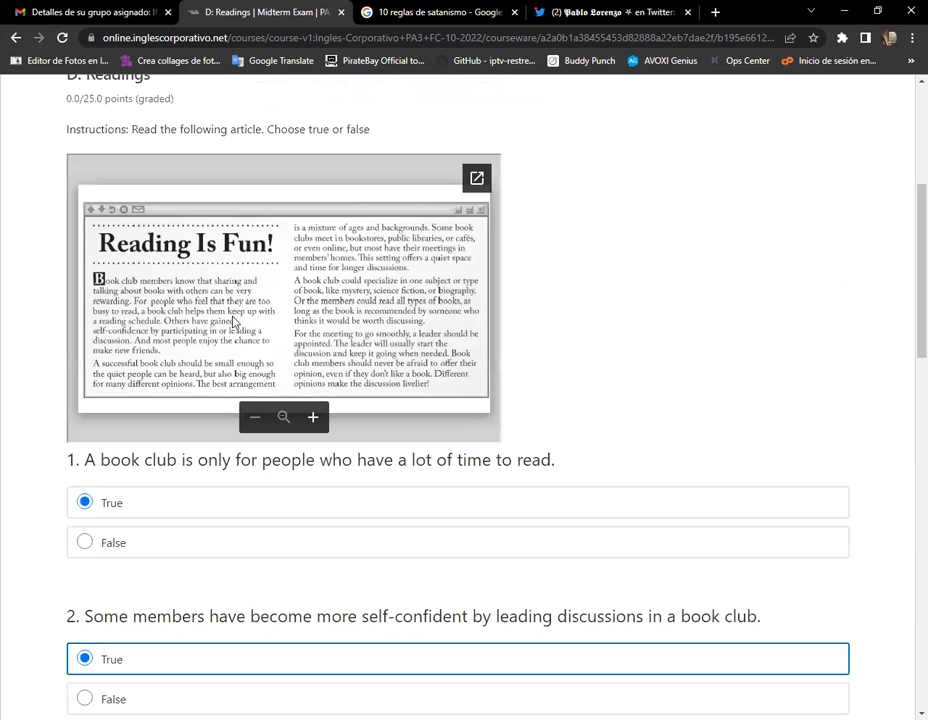 Detalles de su grupo asignado: IN
D: Readings | Midterm Exam | PA
10 reglas de satanismo - Google
𝕻𝖆𝖇𝖑𝖔 𝕷𝖔𝖗𝖊𝖓𝖟𝖔 ⛧ en Twitter:
online.inglescorporativo.net/courses/course-v1:Ingles-Corporativo+PA3+FC-10-2022/courseware/a2a0b1a38455453d82888a22eb7dae2f/b195e6612...
Editor de Fotos en l...
Crea collages de fot...
Google Translate
PirateBay Official to...
GitHub - iptv-restre...
Buddy Punch
AVOXI Genius
Ops Center
Inicio de sesión en...
»
D: Readings
0.0/25.0 points (graded)
Instructions: Read the following article. Choose true or false
Reading Is Fun!
Book club members know that sharing and
talking about books with others can be very
rewarding. For people who feel that they are too
busy to read, a book club helps them keep up with
a reading schedule. Others have gained
self-confidence by participating in or leading a
discussion. And most people enjoy the chance to
make new friends.
A successful book club should be small enough so
the quiet people can be heard, but also big enough
for many different opinions. The best arrangement
is a mixture of ages and backgrounds. Some book
clubs meet in bookstores, public libraries, or cafés,
or even online, but most have their meetings in
members' homes. This setting offers a quiet space
and time for longer discussions.
A book club could specialize in one subject or type
of book, like mystery, science fiction, or biography.
Or the members could read all types of books, as
long as the book is recommended by someone who
thinks it would be worth discussing.
For the meeting to go smoothly, a leader should be
appointed. The leader will usually start the
discussion and keep it going when needed. Book
club members should never be afraid to offer their
opinion, even if they don't like a book. Different
opinions make the discussion livelier!
1. A book club is only for people who have a lot of time to read.
True
False
2. Some members have become more self-confident by leading discussions in a book club.
True
False